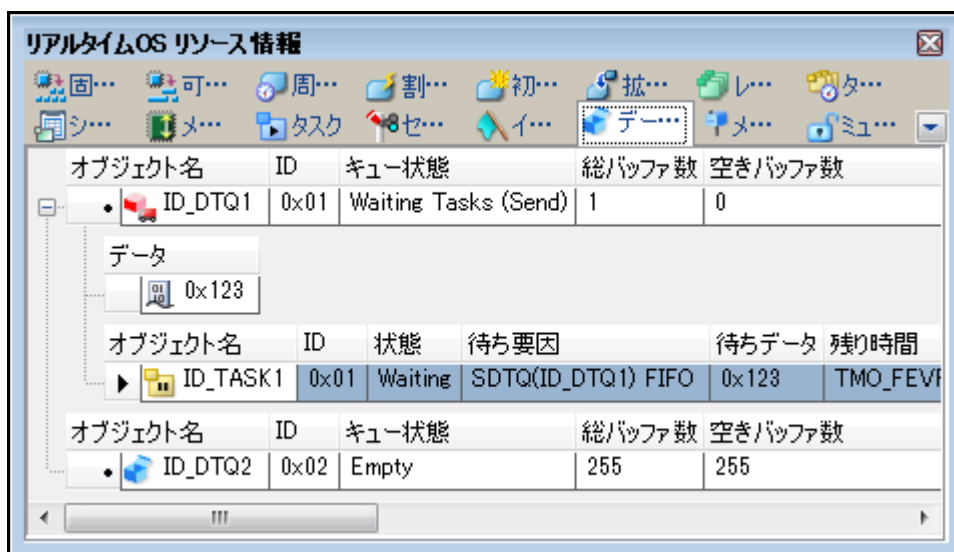 リアルタイムOS リソース情報
固… 可… 周… 割… 初… 拡… レ… タ…
シ… メ… タスク セ… イ… デー… メ… ミュ…
オブジェクト名 ID キュー状態 総バッファ数 空きバッファ数
ID_DTQ1 0x01 Waiting Tasks (Send) 1 0
データ
0x123
オブジェクト名 ID 状態 待ち要因 待ちデータ 残り時間
ID_TASK1 0x01 Waiting SDTQ(ID_DTQ1) FIFO 0x123 TMO_FEVR
オブジェクト名 ID キュー状態 総バッファ数 空きバッファ数
ID_DTQ2 0x02 Empty 255 255